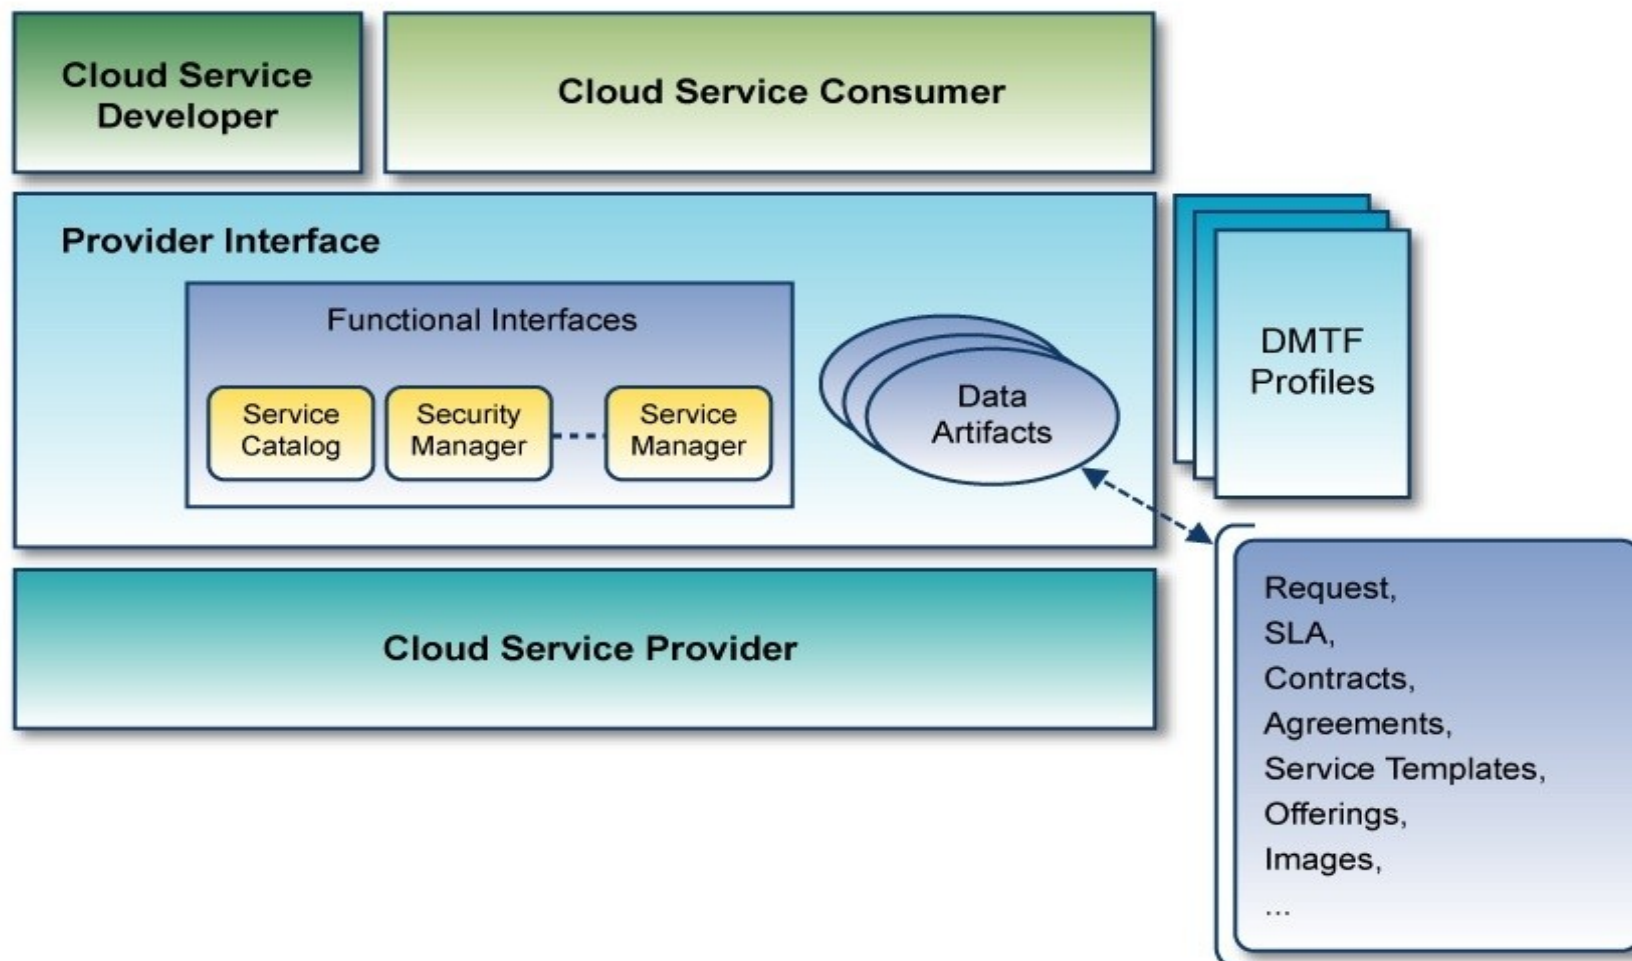 Cloud Service
Developer
Cloud Service Consumer
Provider Interface
Functional Interfaces
Service
Catalog
Security
Manager
Service
Manager
Data
Artifacts
DMTF
Profiles
Cloud Service Provider
Request,
SLA,
Contracts,
Agreements,
Service Templates,
Offerings,
Images,
...